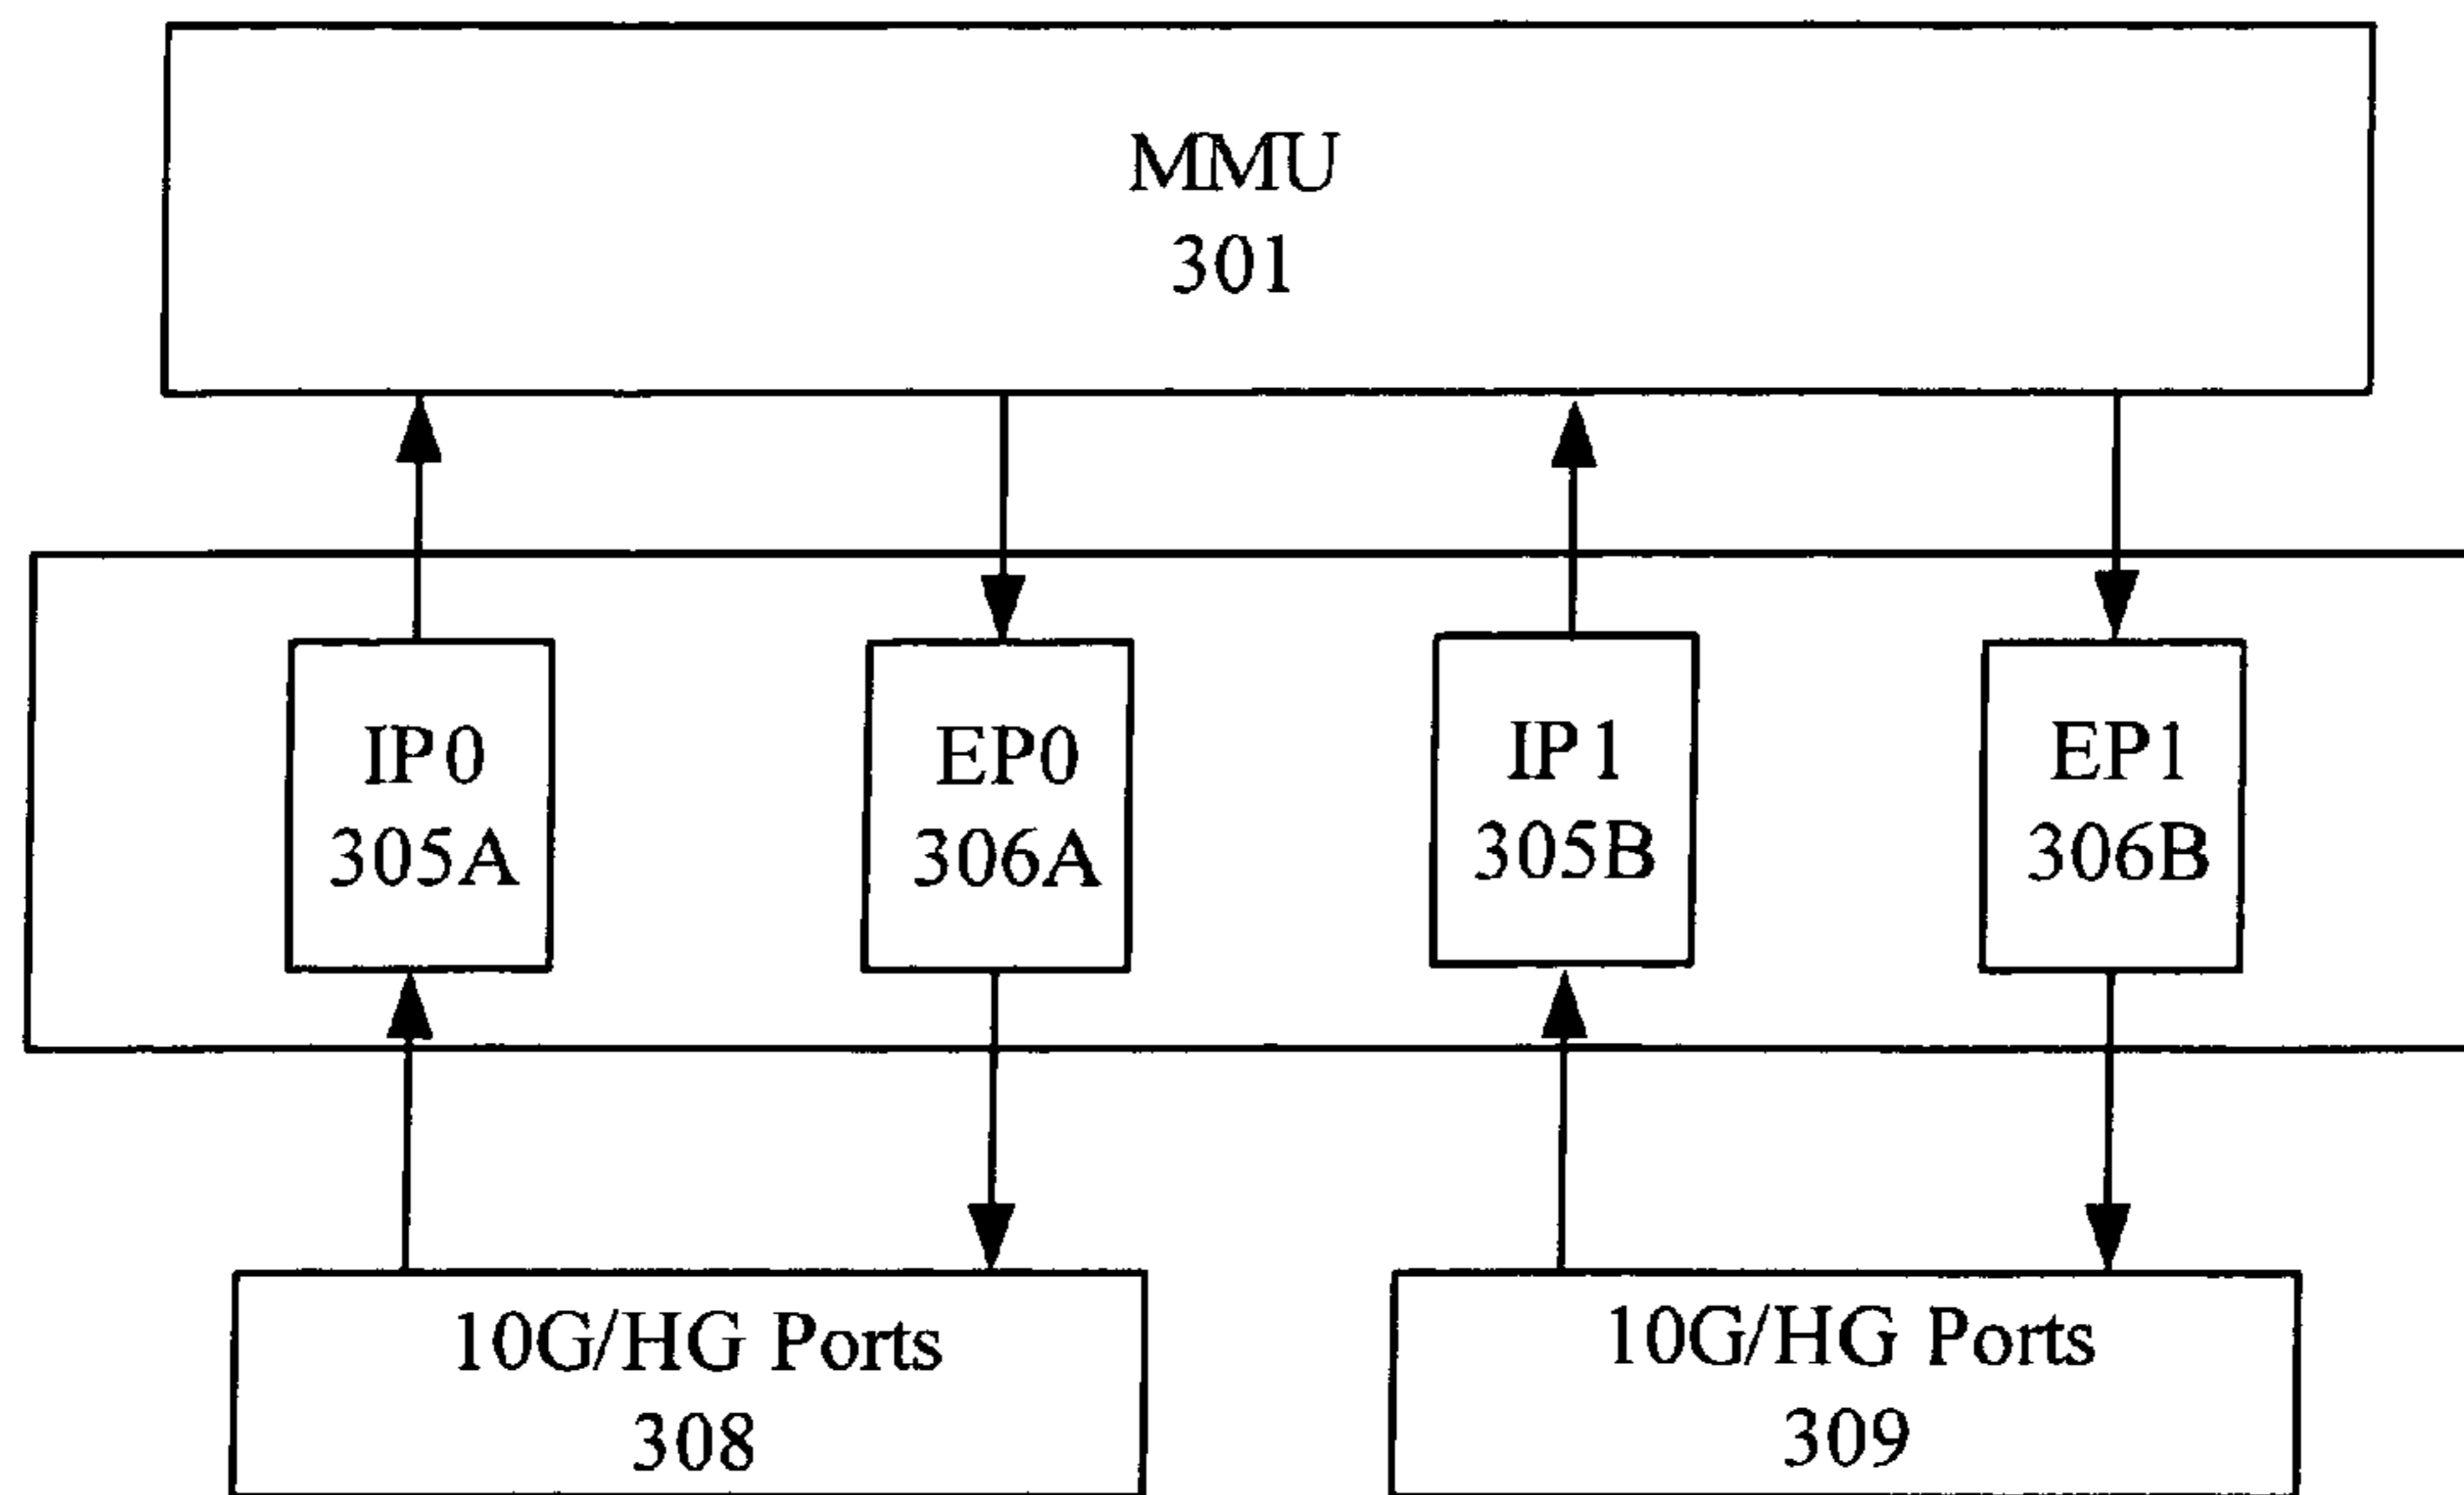 MMU
301
IP0
305A
EP0
306A
IP1
305B
EP1
306B
10G/HG Ports
308
10G/HG Ports
309